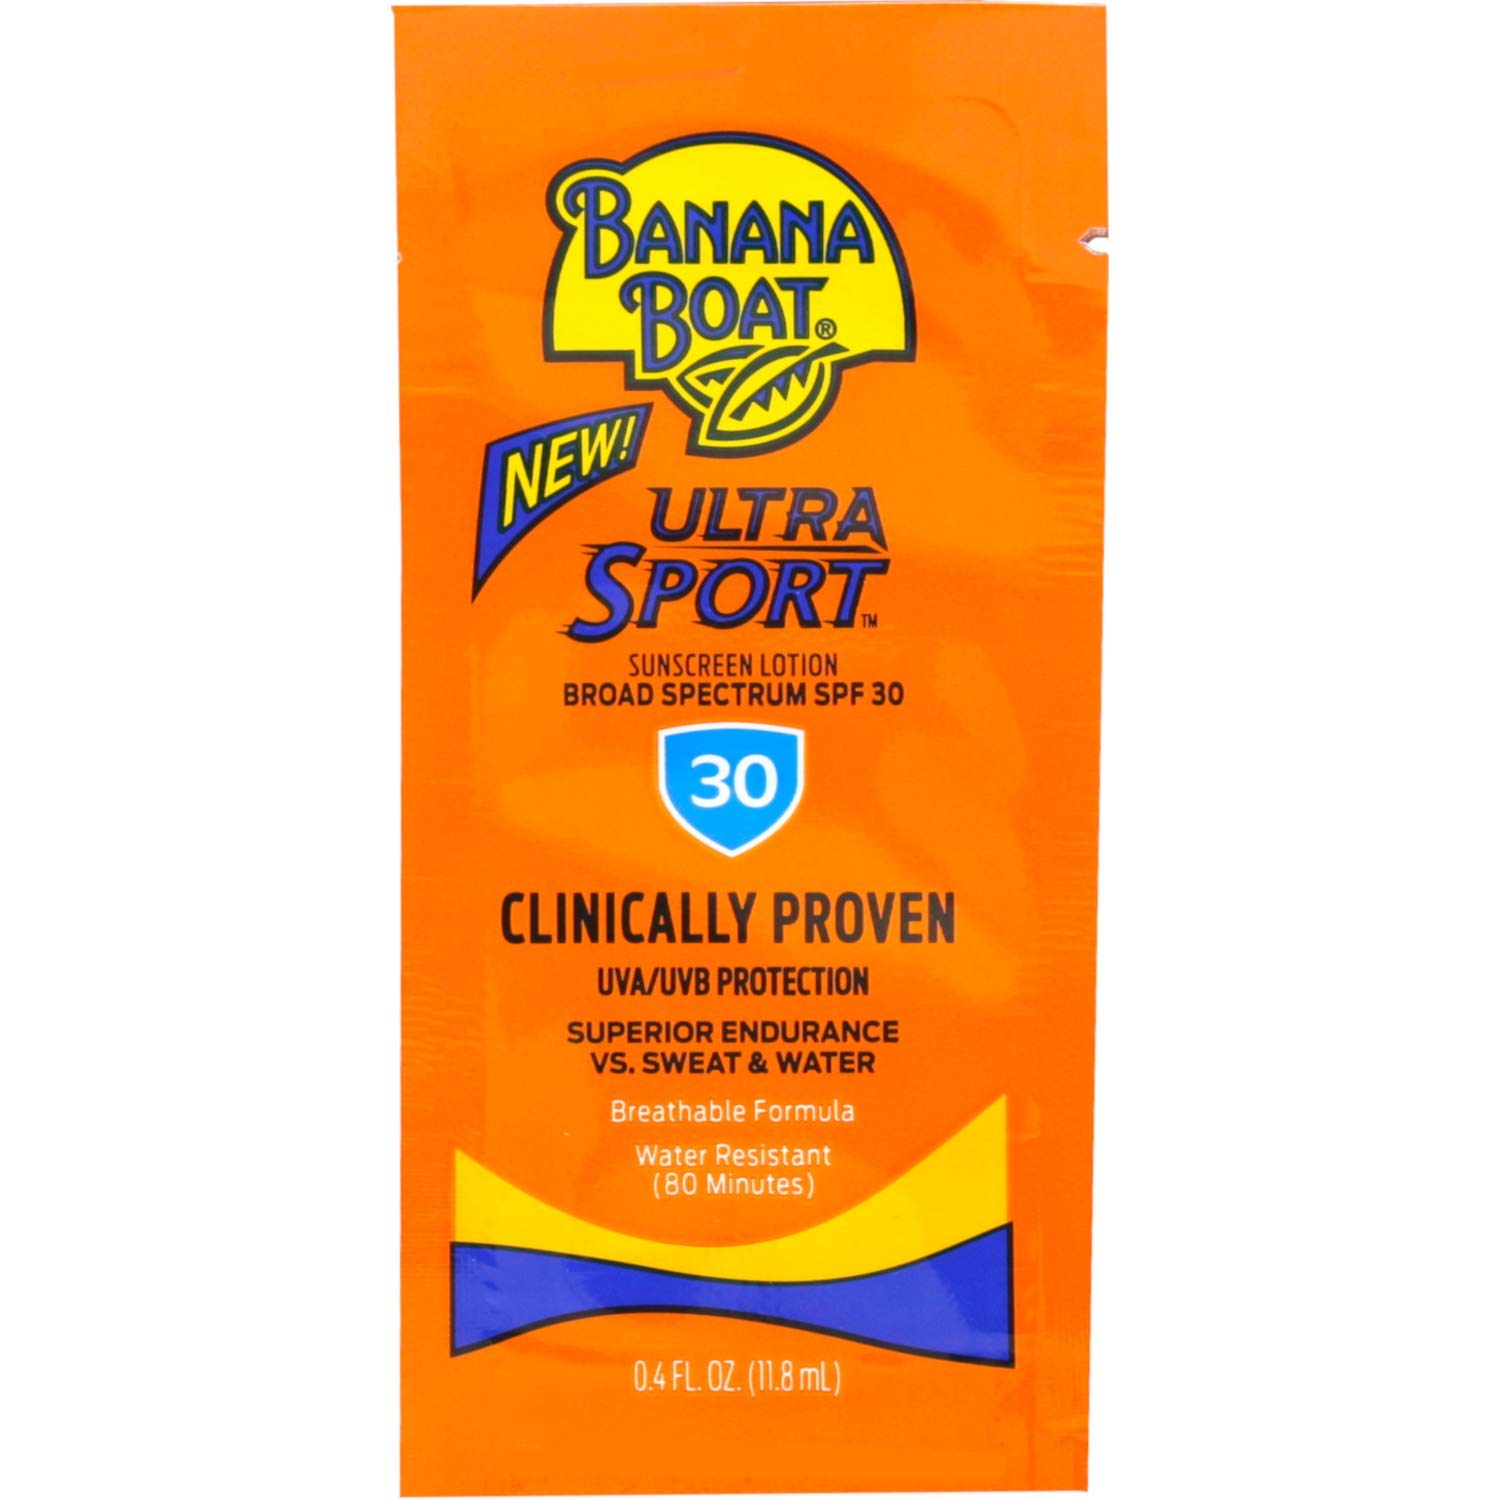 BANANA
BOAT®
NEW!
ULTRA
SPORT™
SUNSCREEN LOTION
BROAD SPECTRUM SPF 30
30
CLINICALLY PROVEN
UVA/UVB PROTECTION
SUPERIOR ENDURANCE
VS. SWEAT & WATER
Breathable Formula
Water Resistant
(80 Minutes)
0.4 FL. OZ. (11.8 mL)